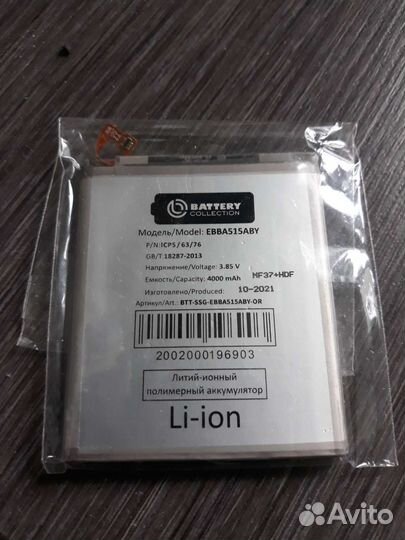 BATTERY
COLLECTION
Модель/Model: EBBA515ABY
P/N:ICP5/63/76
GB/T 18287-2013
Напряжение/Voltage: 3.85 V
Емкость/Capacity: 4000 mAh
MF37+HDF
Изготовлено/Produced: 10-2021
Артикул/Art.: BTT-SSG-EBBA515ABY-OR
2002000196903
Литий-ионный
полимерный аккумулятор
Li-ion
Avito